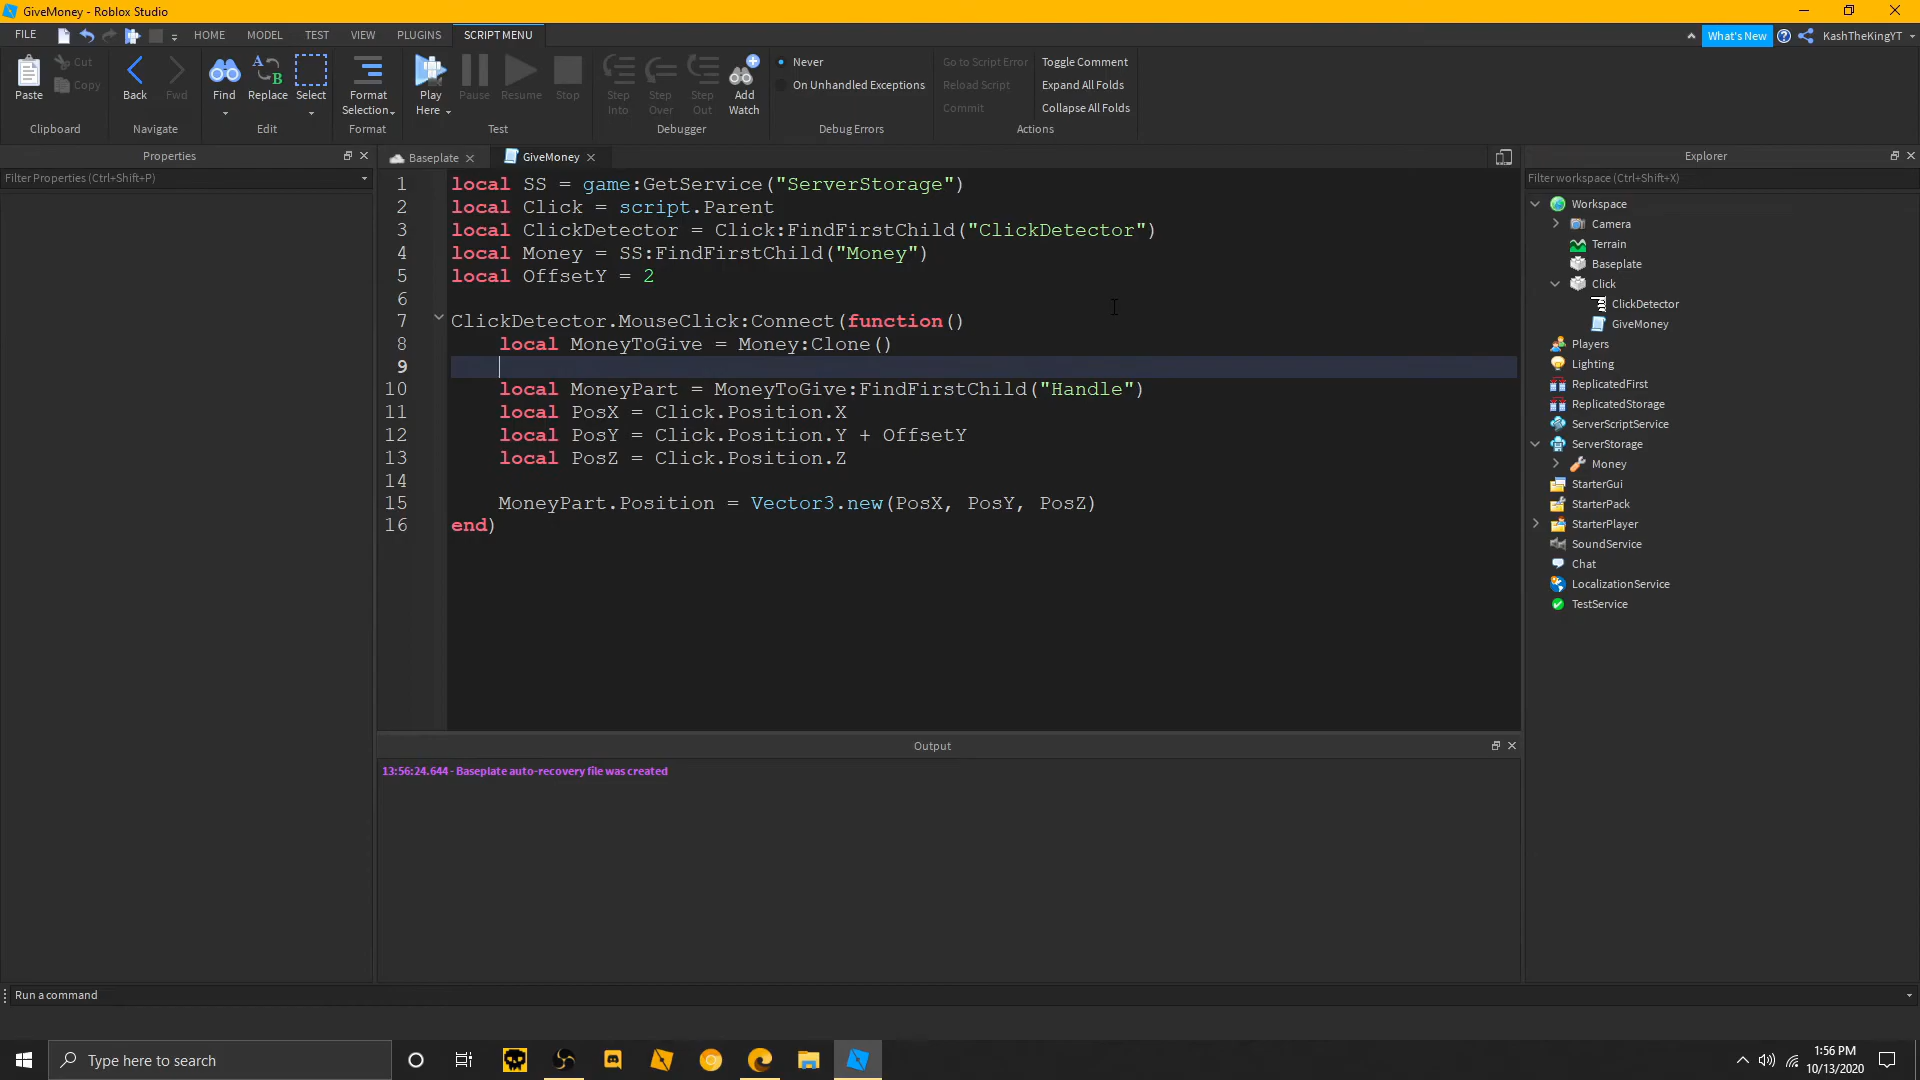 GiveMoney - Roblox Studio
FILE HOME MODEL TEST VIEW PLUGINS SCRIPT MENU What's New KashTheKingYT
Paste Cut Copy Back Fwd Find Replace Select Format Selection Play Here Pause Resume Stop Step Into Step Over Step Out Add Watch Never On Unhandled Exceptions Go to Script Error Reload Script Commit Toggle Comment Expand All Folds Collapse All Folds
Clipboard Navigate Edit Format Test Debugger Debug Errors Actions
Properties
Filter Properties (Ctrl+Shift+P)
Baseplate GiveMoney
1 local SS = game:GetService("ServerStorage")
2 local Click = script.Parent
3 local ClickDetector = Click:FindFirstChild("ClickDetector")
4 local Money = SS:FindFirstChild("Money")
5 local OffsetY = 2
6
7 ClickDetector.MouseClick:Connect(function()
8 local MoneyToGive = Money:Clone()
9
10 local MoneyPart = MoneyToGive:FindFirstChild("Handle")
11 local PosX = Click.Position.X
12 local PosY = Click.Position.Y + OffsetY
13 local PosZ = Click.Position.Z
14
15 MoneyPart.Position = Vector3.new(PosX, PosY, PosZ)
16 end)
Output
13:56:24.644 - Baseplate auto-recovery file was created
Explorer
Filter workspace (Ctrl+Shift+X)
Workspace
Camera
Terrain
Baseplate
Click
ClickDetector
GiveMoney
Players
Lighting
ReplicatedFirst
ReplicatedStorage
ServerScriptService
ServerStorage
Money
StarterGui
StarterPack
StarterPlayer
SoundService
Chat
LocalizationService
TestService
Run a command
Type here to search
1:56 PM
10/13/2020